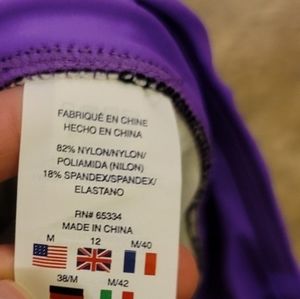 FABRIQUÉ EN CHINE
HECHO EN CHINA
82% NYLON/NYLON/
POLIAMIDA (NILON)
18% SPANDEX/SPANDEX/
ELASTANO
RN# 65334
MADE IN CHINA
M 12 M/40
38/M M/42